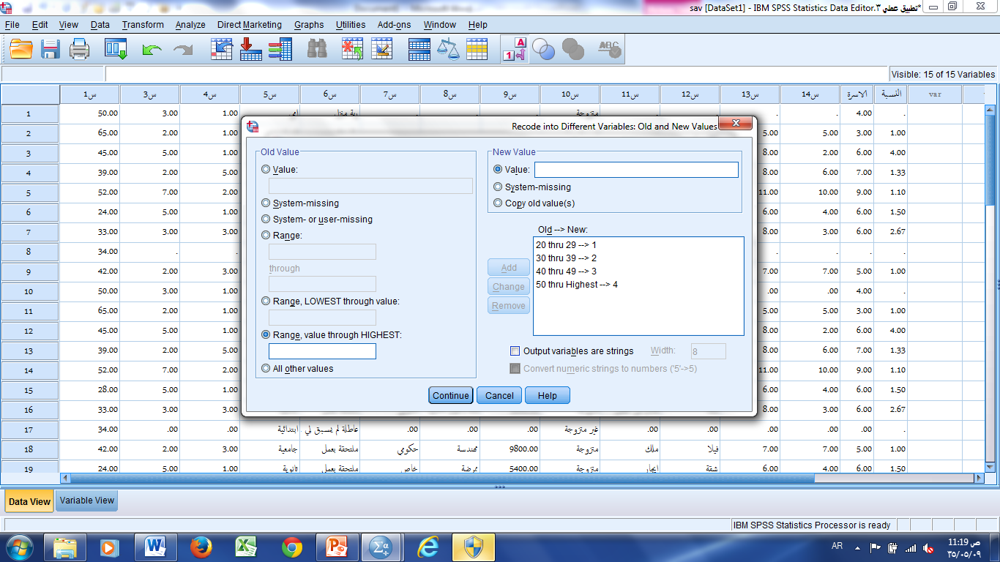 *تطبيق عملي ٣.sav [DataSet1] - IBM SPSS Statistics Data Editor
File Edit View Data Transform Analyze Direct Marketing Graphs Utilities Add-ons Window Help
Visible: 15 of 15 Variables
س1 س3 س4 س5 س6 س7 س8 س9 س10 س11 س12 س13 س14 الاسرة النسبة var
1 50.00 3.00 1.00 امي ربة منزل . . . متزوجة . . 4.00 .
2 65.00 2.00 1.00 5.00 5.00 3.00 1.00
3 45.00 5.00 1.00 8.00 2.00 6.00 4.00
4 39.00 2.00 5.00 8.00 6.00 7.00 1.33
5 52.00 7.00 2.00 11.00 10.00 9.00 1.10
6 24.00 5.00 1.00 6.00 4.00 6.00 1.50
7 33.00 3.00 3.00 8.00 3.00 6.00 2.67
8 34.00 . . . . . .
9 42.00 2.00 3.00 7.00 7.00 5.00 1.00
10 50.00 3.00 1.00 .00 .00 4.00 .
11 65.00 2.00 1.00 5.00 5.00 3.00 1.00
12 45.00 5.00 1.00 8.00 2.00 6.00 4.00
13 39.00 2.00 5.00 8.00 6.00 7.00 1.33
14 52.00 7.00 2.00 11.00 10.00 9.00 1.10
15 28.00 5.00 1.00 6.00 4.00 6.00 1.50
16 33.00 3.00 3.00 8.00 3.00 6.00 2.67
17 34.00 .00 .00 ابتدائية عاطلة لم يسبق لي .00 .00 .00 غير متزوجة .00 .00 .00 .00 .00 .
18 42.00 2.00 3.00 جامعية ملتحقة بعمل حكومي مهندسة 9800.00 متزوجة ملك فيلا 7.00 7.00 5.00 1.00
19 24.00 5.00 1.00 ثانوية ملتحقة بعمل خاص ممرضة 5400.00 متزوجة ايجار شقة 6.00 4.00 6.00 1.50
Recode into Different Variables: Old and New Values
Old Value
Value:
System-missing
System- or user-missing
Range:
through
Range, LOWEST through value:
Range, value through HIGHEST:
All other values
New Value
Value:
System-missing
Copy old value(s)
Old --> New:
20 thru 29 --> 1
30 thru 39 --> 2
40 thru 49 --> 3
50 thru Highest --> 4
Add
Change
Remove
Output variables are strings Width: 8
Convert numeric strings to numbers ('5'->5)
Continue Cancel Help
Data View Variable View
IBM SPSS Statistics Processor is ready
AR
11:19 ص
٣٥/٠٥/٠٩